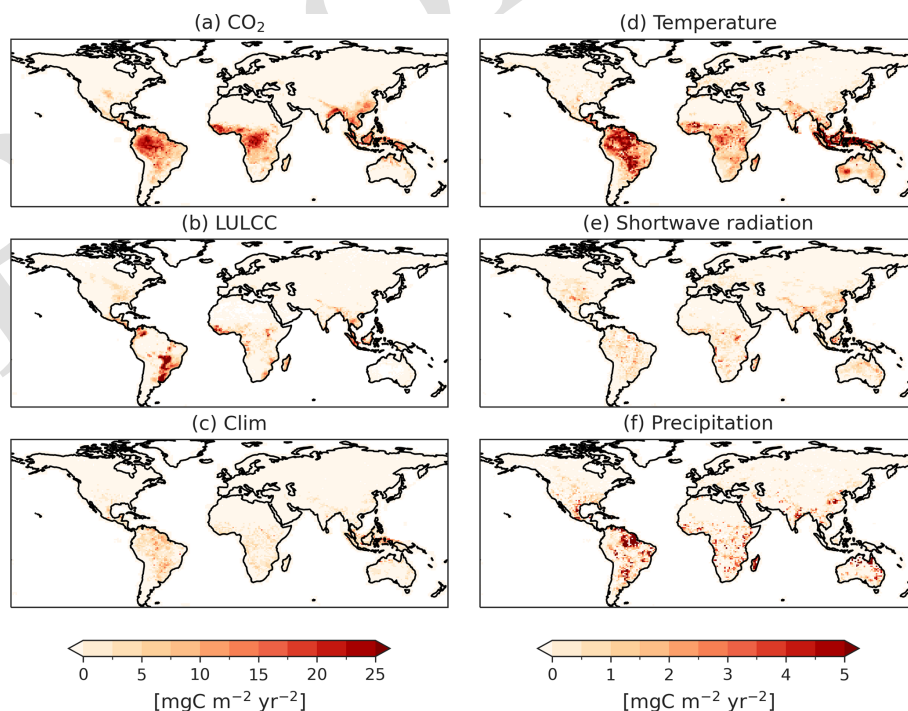 (a) CO₂
(d) Temperature
(b) LULCC
(e) Shortwave radiation
(c) Clim
(f) Precipitation
0 5 10 15 20 25
[mgC m⁻² yr⁻²]
0 1 2 3 4 5
[mgC m⁻² yr⁻²]